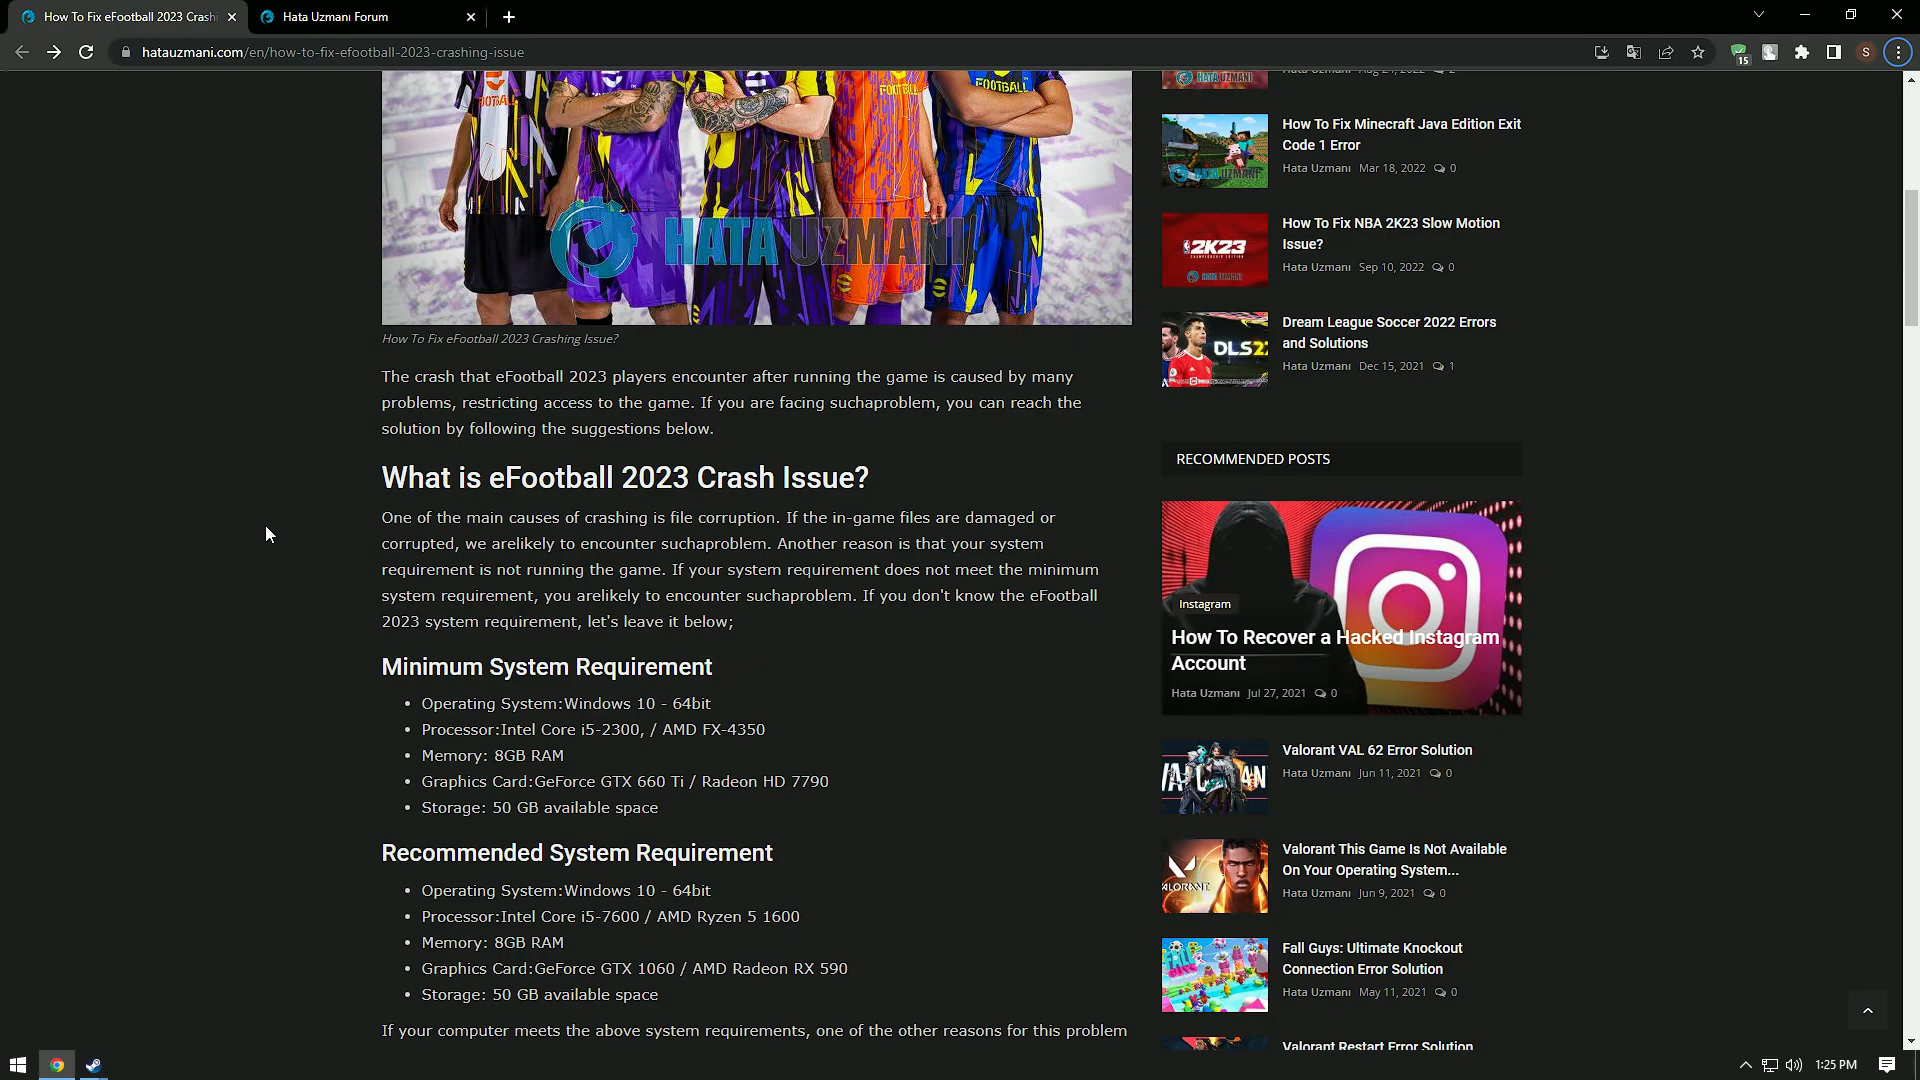 How To Fix eFootball 2023 Crash
Hata Uzmanı Forum
hatauzmani.com/en/how-to-fix-efootball-2023-crashing-issue
15
S
FOOTBALL
FOOTBALL
HATA UZMANI
How To Fix eFootball 2023 Crashing Issue?
The crash that eFootball 2023 players encounter after running the game is caused by many
problems, restricting access to the game. If you are facing suchaproblem, you can reach the
solution by following the suggestions below.
What is eFootball 2023 Crash Issue?
One of the main causes of crashing is file corruption. If the in-game files are damaged or
corrupted, we arelikely to encounter suchaproblem. Another reason is that your system
requirement is not running the game. If your system requirement does not meet the minimum
system requirement, you arelikely to encounter suchaproblem. If you don't know the eFootball
2023 system requirement, let's leave it below;
Minimum System Requirement
• Operating System:Windows 10 - 64bit
• Processor:Intel Core i5-2300, / AMD FX-4350
• Memory: 8GB RAM
• Graphics Card:GeForce GTX 660 Ti / Radeon HD 7790
• Storage: 50 GB available space
Recommended System Requirement
• Operating System:Windows 10 - 64bit
• Processor:Intel Core i5-7600 / AMD Ryzen 5 1600
• Memory: 8GB RAM
• Graphics Card:GeForce GTX 1060 / AMD Radeon RX 590
• Storage: 50 GB available space
If your computer meets the above system requirements, one of the other reasons for this problem
HATA UZMANI
Hata Uzmanı Aug 21, 2022 2
How To Fix Minecraft Java Edition Exit
Code 1 Error
Hata Uzmanı Mar 18, 2022 0
How To Fix NBA 2K23 Slow Motion
Issue?
Hata Uzmanı Sep 10, 2022 0
2K23
HATA UZMANI
Dream League Soccer 2022 Errors
and Solutions
Hata Uzmanı Dec 15, 2021 1
DLS22
RECOMMENDED POSTS
Instagram
How To Recover a Hacked Instagram
Account
Hata Uzmanı Jul 27, 2021 0
Valorant VAL 62 Error Solution
Hata Uzmanı Jun 11, 2021 0
Valorant This Game Is Not Available
On Your Operating System...
Hata Uzmanı Jun 9, 2021 0
VALORANT
Fall Guys: Ultimate Knockout
Connection Error Solution
Hata Uzmanı May 11, 2021 0
Valorant Restart Error Solution
1:25 PM